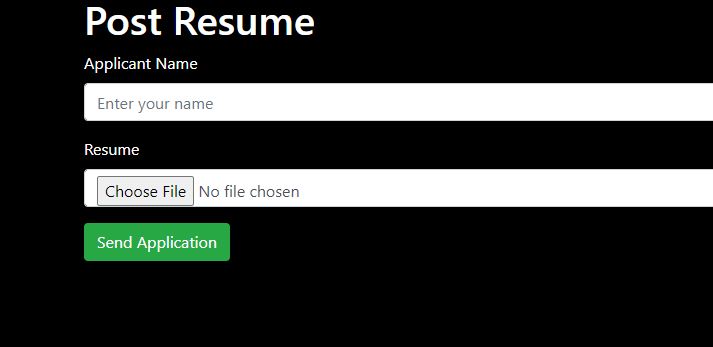 Post Resume
Applicant Name
Enter your name
Resume
Choose File No file chosen
Send Application